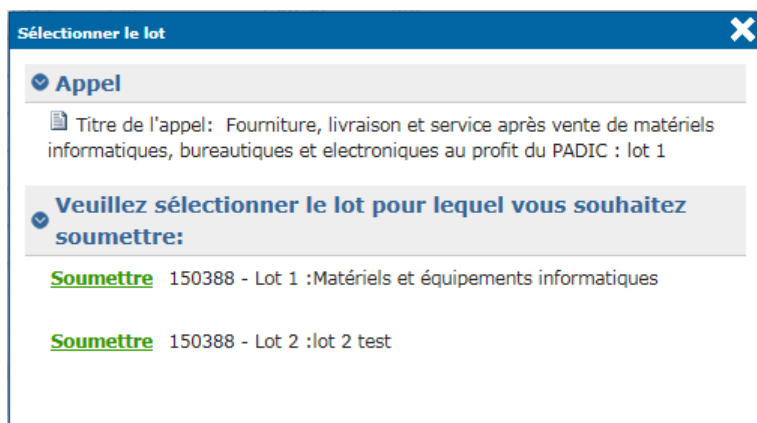 Sélectionner le lot
Appel
Titre de l'appel: Fourniture, livraison et service après vente de matériels
informatiques, bureautiques et electroniques au profit du PADIC : lot 1
Veuillez sélectionner le lot pour lequel vous souhaitez
soumettre:
Soumettre 150388 - Lot 1 :Matériels et équipements informatiques
Soumettre 150388 - Lot 2 :lot 2 test